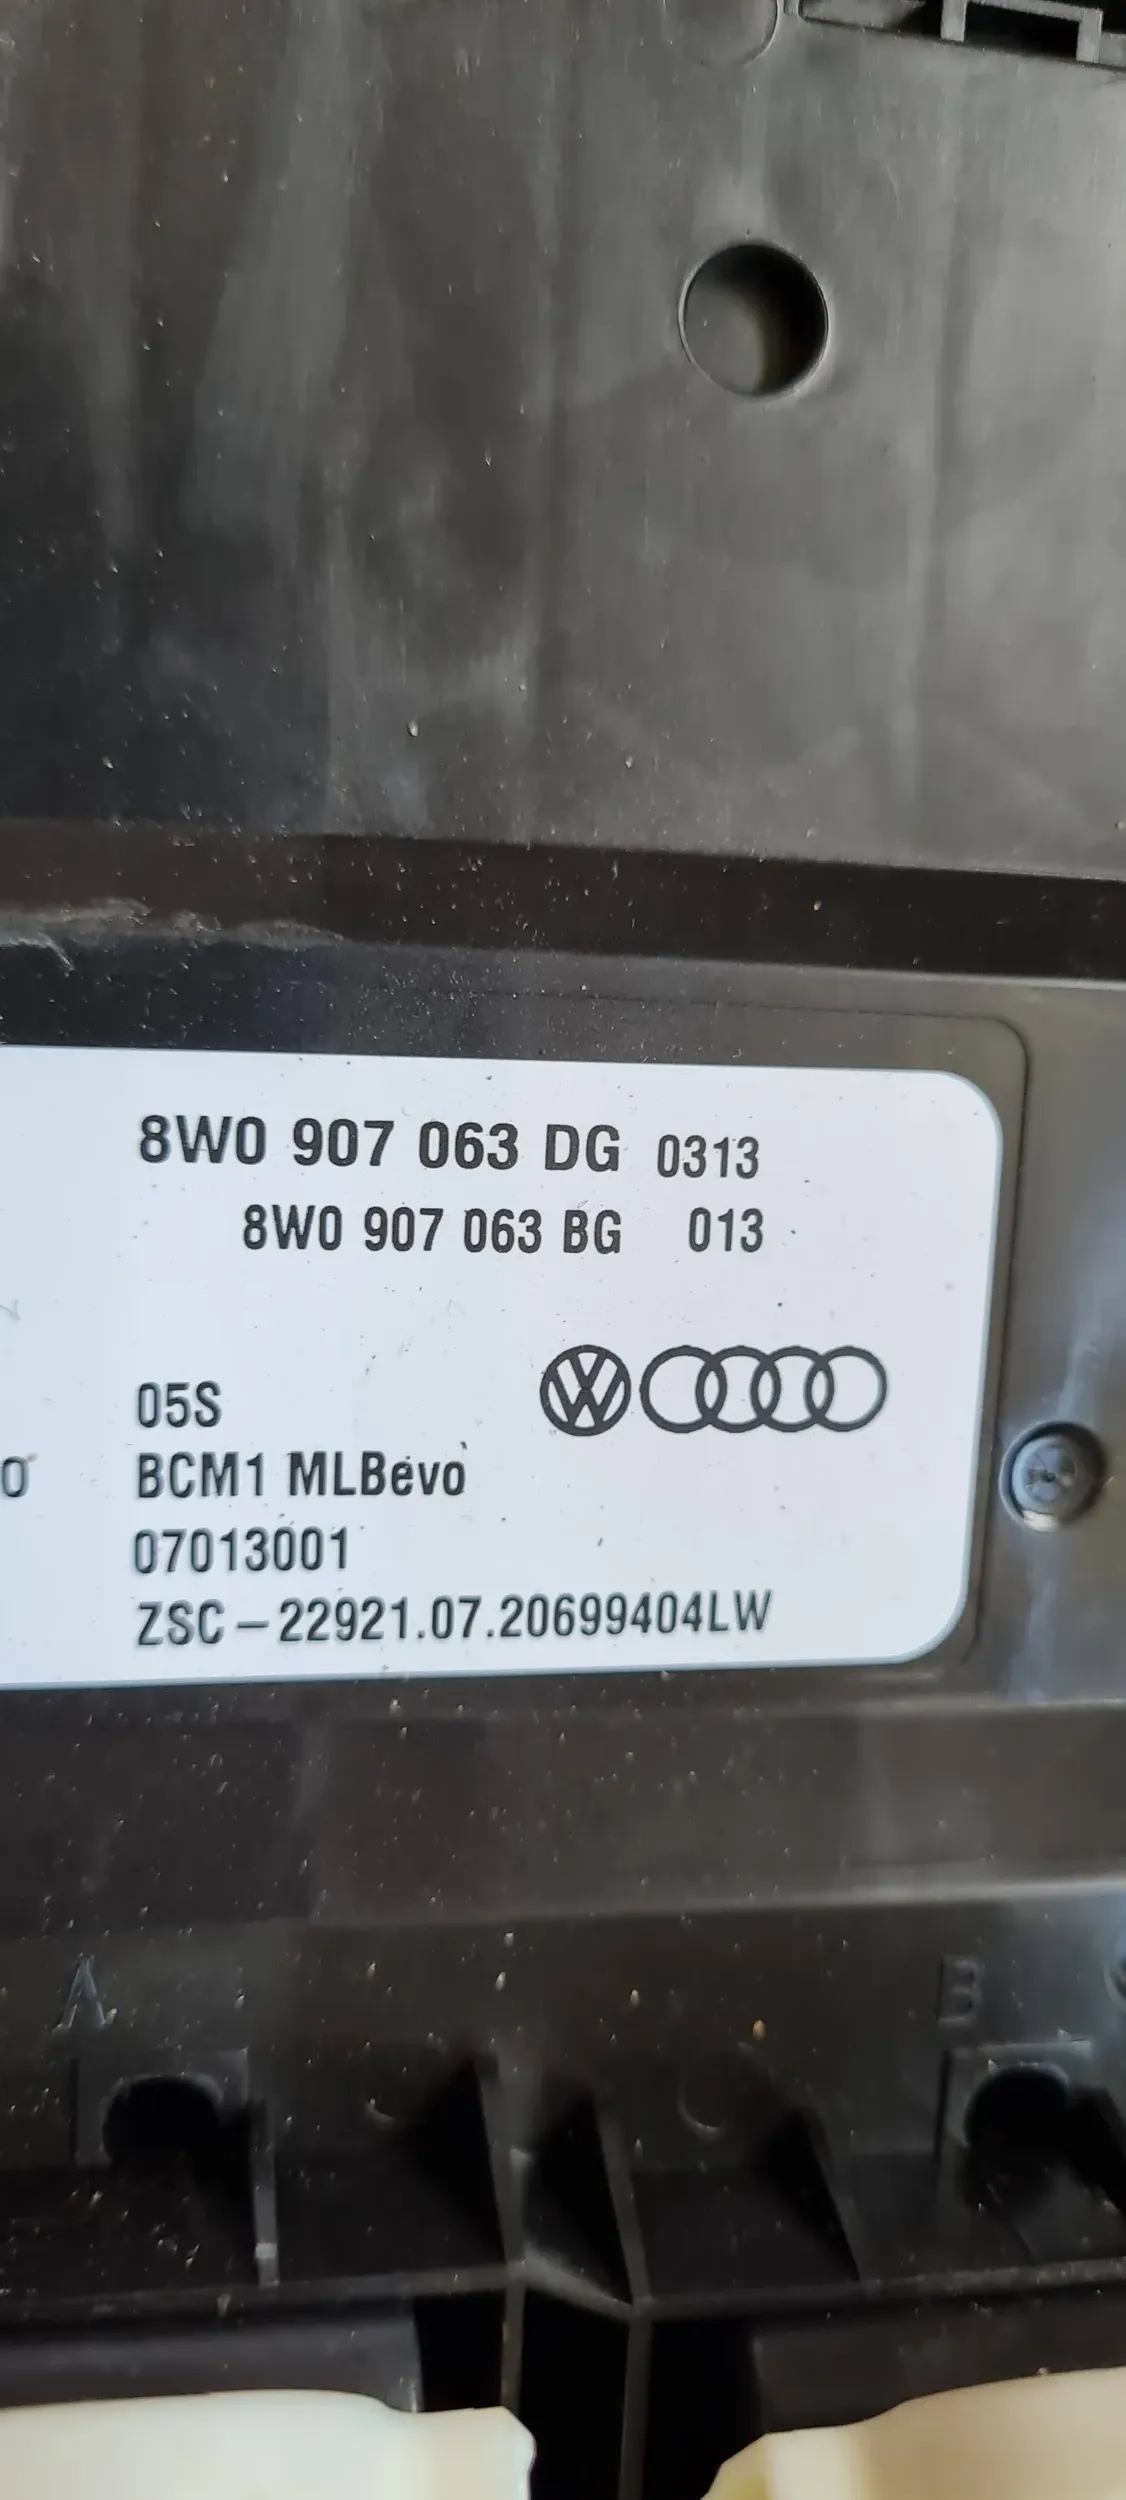 8W0 907 063 DG 0313
8W0 907 063 BG 013
05S
BCM1 MLBevo
07013001
ZSC-22921.07.20699404LW
A
B